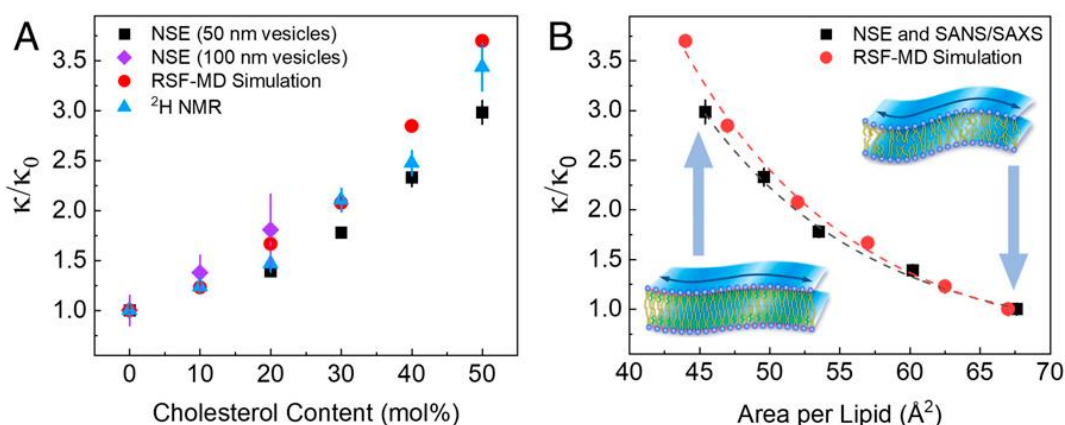 A
NSE (50 nm vesicles)
NSE (100 nm vesicles)
RSF-MD Simulation
²H NMR
κ/κ₀
3.5
3.0
2.5
2.0
1.5
1.0
0 10 20 30 40 50
Cholesterol Content (mol%)
B
NSE and SANS/SAXS
RSF-MD Simulation
κ/κ₀
3.5
3.0
2.5
2.0
1.5
1.0
40 45 50 55 60 65 70
Area per Lipid (Å²)